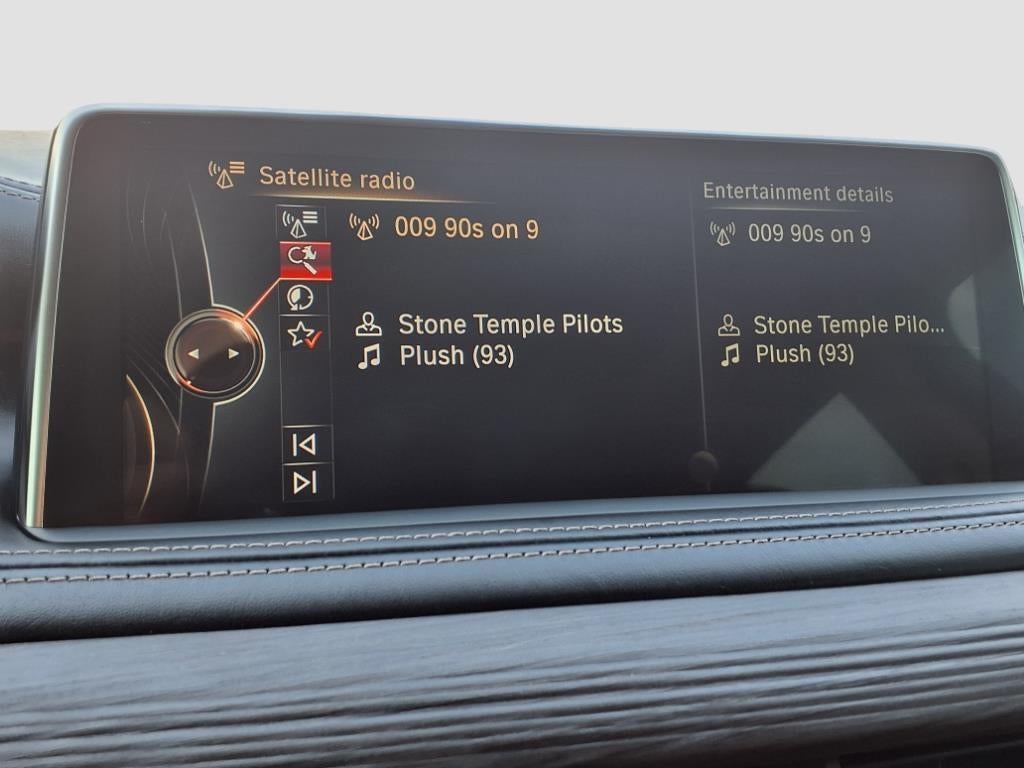 Satellite radio
009 90s on 9
Stone Temple Pilots
Plush (93)
Entertainment details
009 90s on 9
Stone Temple Pilo...
Plush (93)